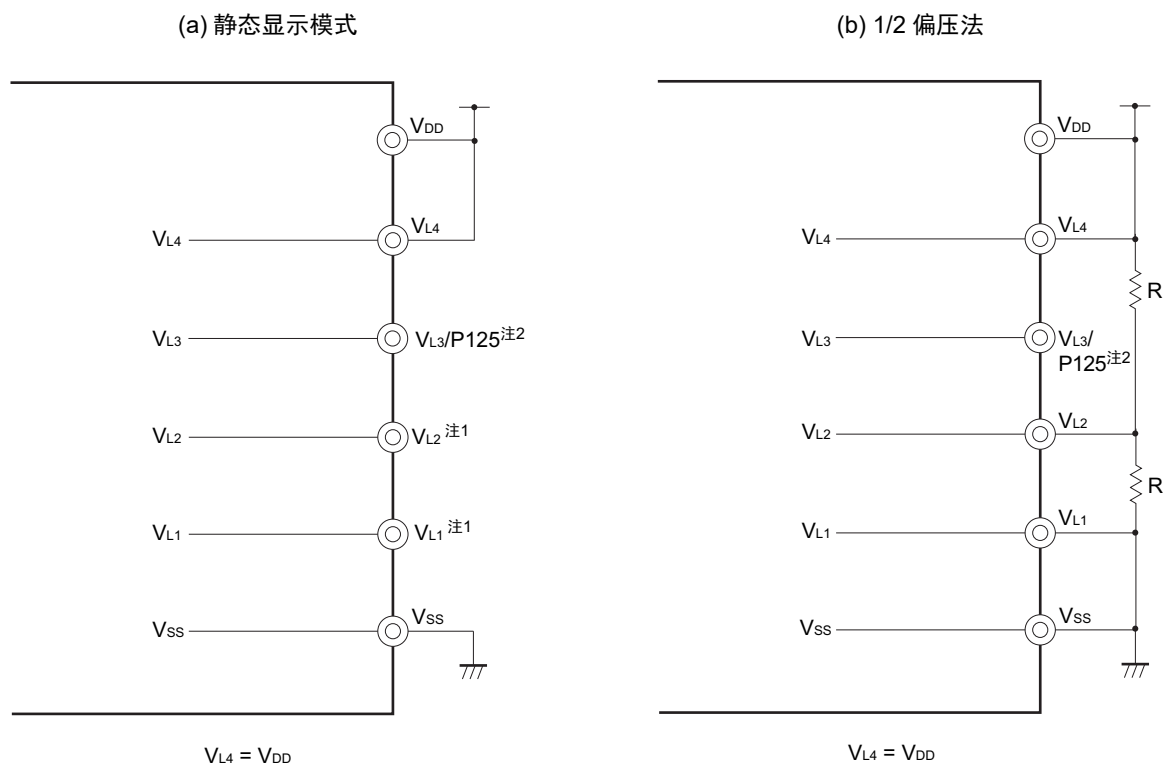 (a) 静态显示模式
VDD
VL4
VL4
VL3
VL3/P125注2
VL2
VL2 注1
VL1
VL1 注1
VSS
VSS
VL4 = VDD
(b) 1/2 偏压法
VDD
VL4
VL4
R
VL3
VL3/
P125注2
VL2
VL2
R
VL1
VL1
VSS
VSS
VL4 = VDD